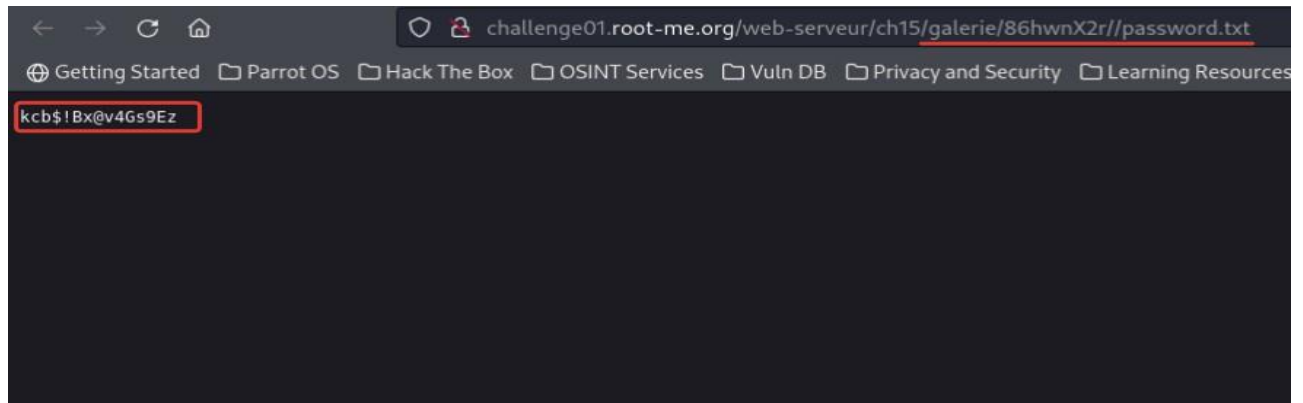 challenge01.root-me.org/web-serveur/ch15/galerie/86hwnX2r//password.txt
Getting Started Parrot OS Hack The Box OSINT Services Vuln DB Privacy and Security Learning Resources
kcb$!Bx@v4Gs9Ez